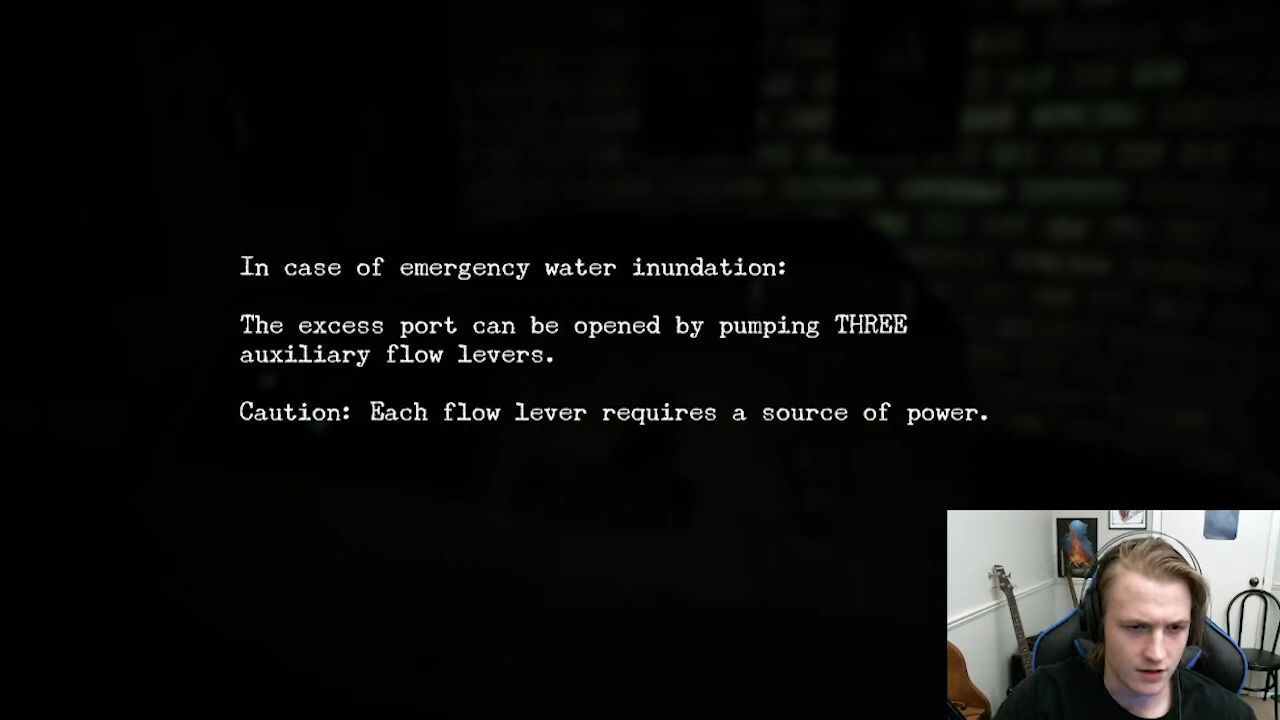 In case of emergency water inundation:
The excess port can be opened by pumping THREE
auxiliary flow levers.
Caution: Each flow lever requires a source of power.